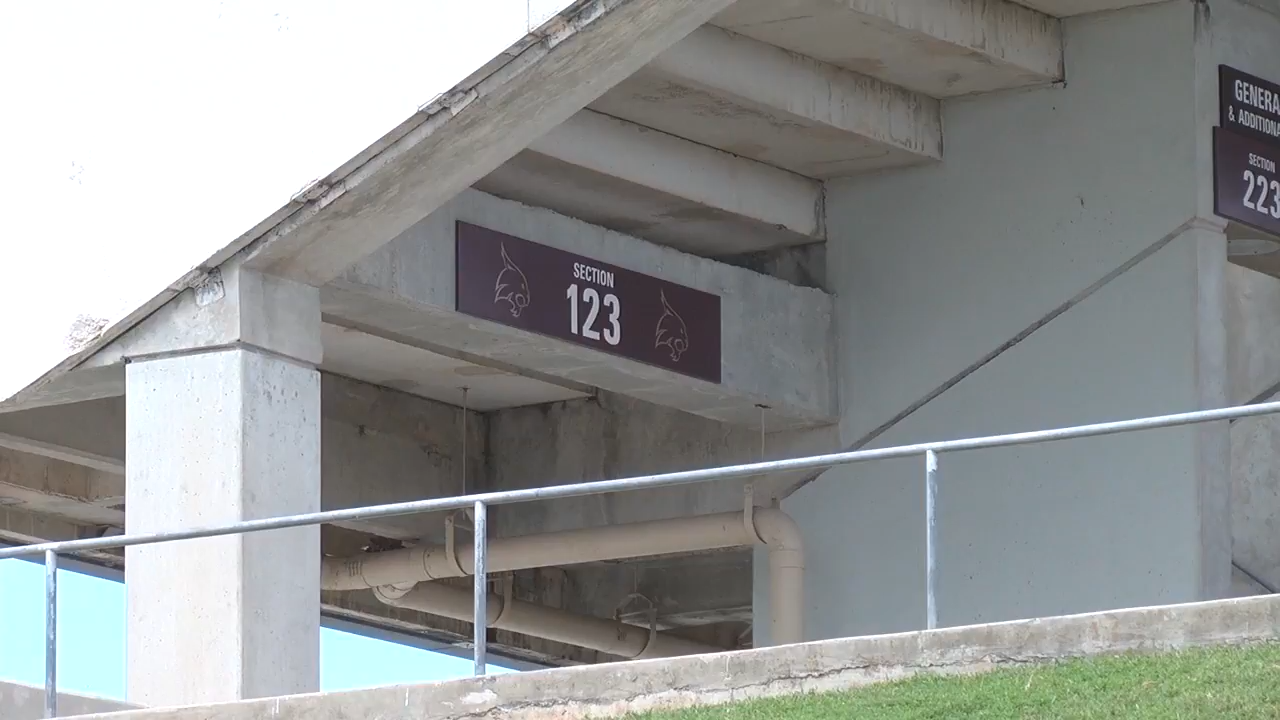 SECTION
123
GENERA
& ADDITIONA
SECTION
223